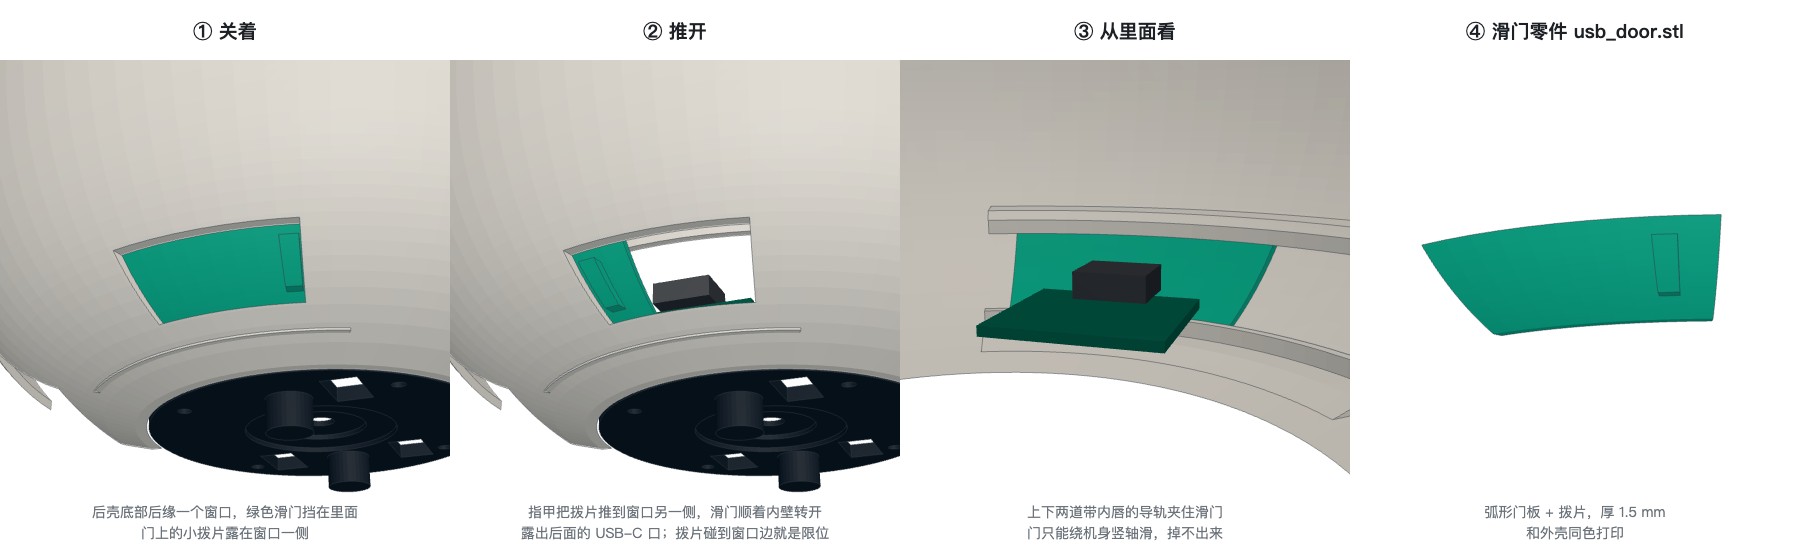 ① 关着
② 推开
③ 从里面看
④ 滑门零件 usb_door.stl
后壳底部后缘一个窗口，绿色滑门挡在里面
门上的小拨片露在窗口一侧
指甲把拨片推到窗口另一侧，滑门顺着内壁转开
露出后面的 USB-C 口；拨片碰到窗口边就是限位
上下两道带内唇的导轨夹住滑门
门只能绕机身竖轴滑，掉不出来
弧形门板 + 拨片，厚 1.5 mm
和外壳同色打印